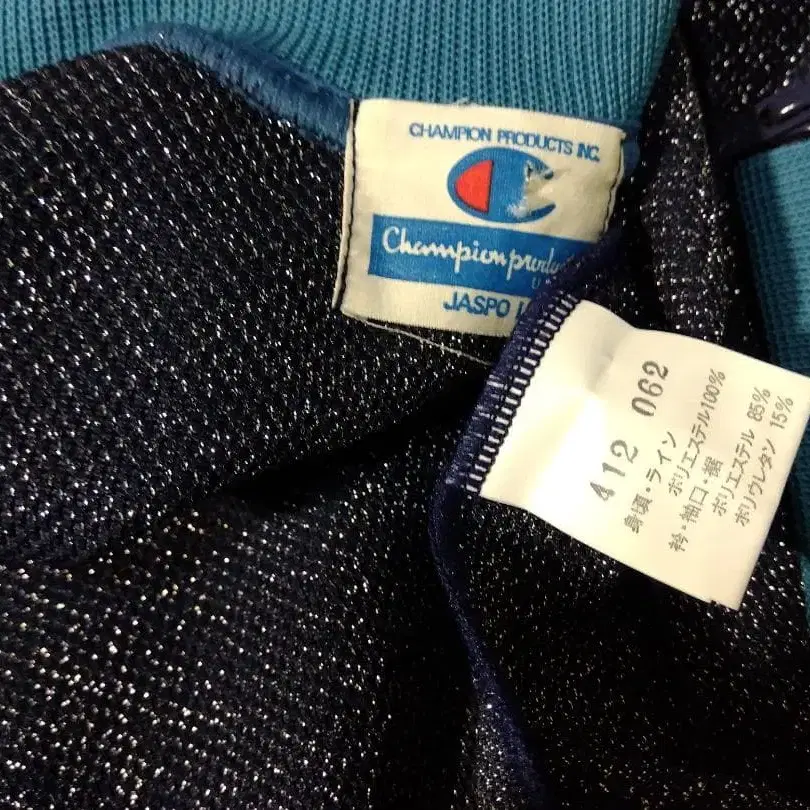 CHAMPION PRODUCTS INC.
Champion
JASPO
412 062
身頃・ライン
ポリエステル100%
衿・袖口・裾
ポリエステル 85%
ポリウレタン 15%